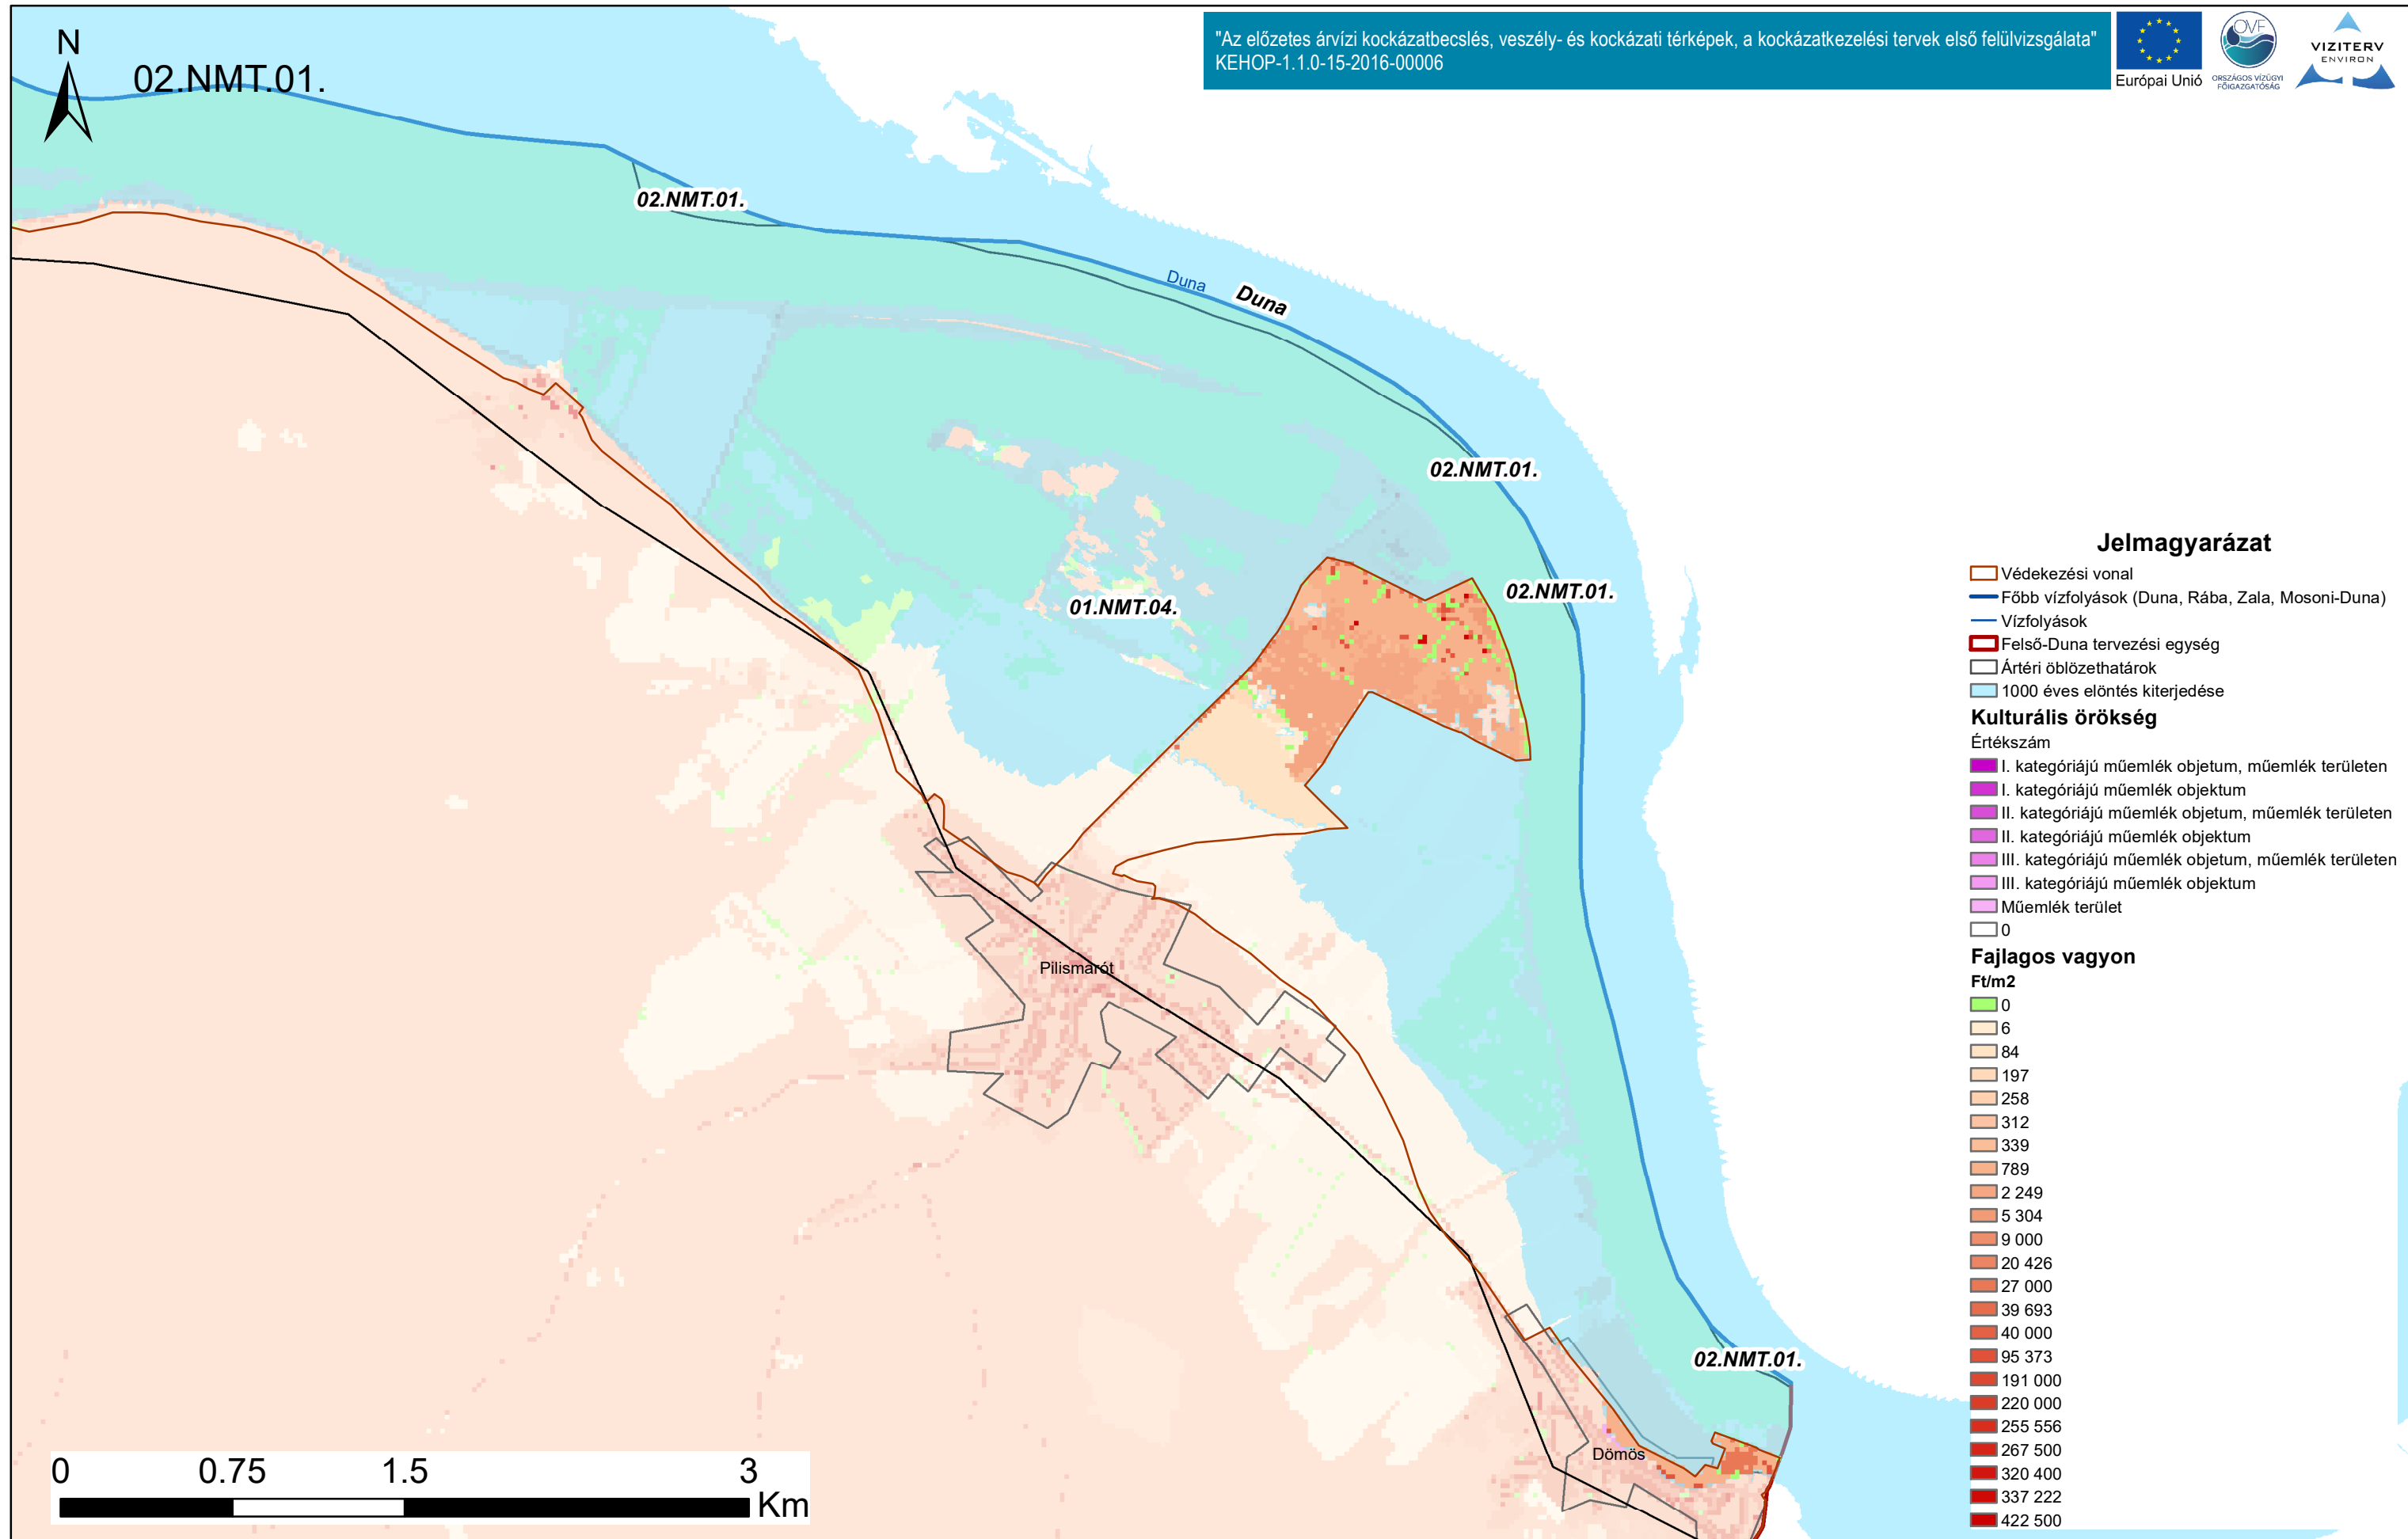 "Az előzetes árvízi kockázatbecslés, veszély- és kockázati térképek, a kockázatkezelési tervek első felülvizsgálata"
KEHOP-1.1.0-15-2016-00006
Európai Unió
OVF
ORSZÁGOS VÍZÜGYI
FŐIGAZGATÓSÁG
VIZITERV
ENVIRON
N
02.NMT.01.
02.NMT.01.
Duna
Duna
02.NMT.01.
02.NMT.01.
01.NMT.04.
Pilismarót
02.NMT.01.
Dömös
0 0.75 1.5 3
Km
Jelmagyarázat
Védekezési vonal
Főbb vízfolyások (Duna, Rába, Zala, Mosoni-Duna)
Vízfolyások
Felső-Duna tervezési egység
Ártéri öblözethatárok
1000 éves elöntés kiterjedése
Kulturális örökség
Értékszám
I. kategóriájú műemlék objetum, műemlék területen
I. kategóriájú műemlék objektum
II. kategóriájú műemlék objetum, műemlék területen
II. kategóriájú műemlék objektum
III. kategóriájú műemlék objetum, műemlék területen
III. kategóriájú műemlék objektum
Műemlék terület
0
Fajlagos vagyon
Ft/m2
0
6
84
197
258
312
339
789
2 249
5 304
9 000
20 426
27 000
39 693
40 000
95 373
191 000
220 000
255 556
267 500
320 400
337 222
422 500